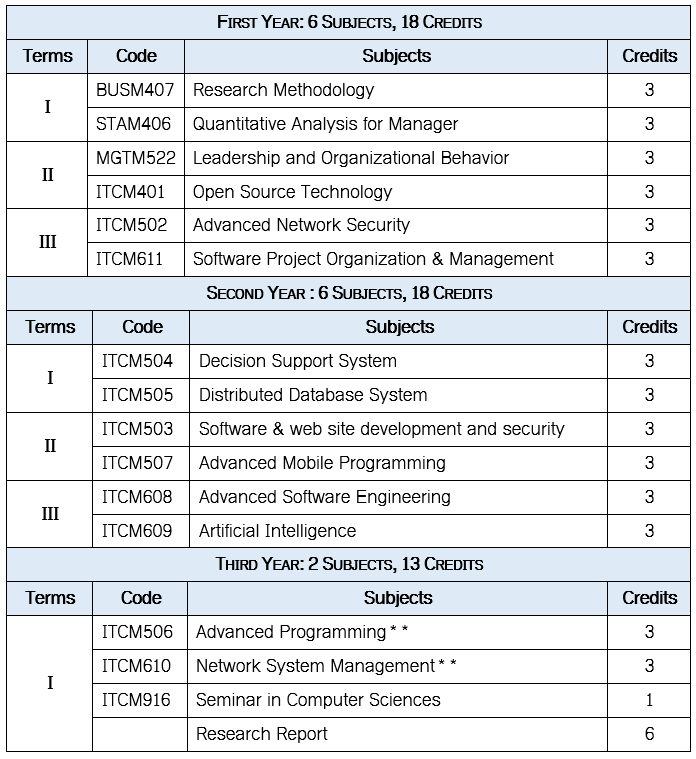 FIRST YEAR: 6 SUBJECTS, 18 CREDITS
Terms Code Subjects Credits
I
BUSM407 Research Methodology 3
STAM406 Quantitative Analysis for Manager 3
II
MGTM522 Leadership and Organizational Behavior 3
ITCM401 Open Source Technology 3
III
ITCM502 Advanced Network Security 3
ITCM611 Software Project Organization & Management 3
SECOND YEAR : 6 SUBJECTS, 18 CREDITS
Terms Code Subjects Credits
I
ITCM504 Decision Support System 3
ITCM505 Distributed Database System 3
II
ITCM503 Software & web site development and security 3
ITCM507 Advanced Mobile Programming 3
III
ITCM608 Advanced Software Engineering 3
ITCM609 Artificial Intelligence 3
THIRD YEAR: 2 SUBJECTS, 13 CREDITS
Terms Code Subjects Credits
I
ITCM506 Advanced Programming** 3
ITCM610 Network System Management** 3
ITCM916 Seminar in Computer Sciences 1
Research Report 6